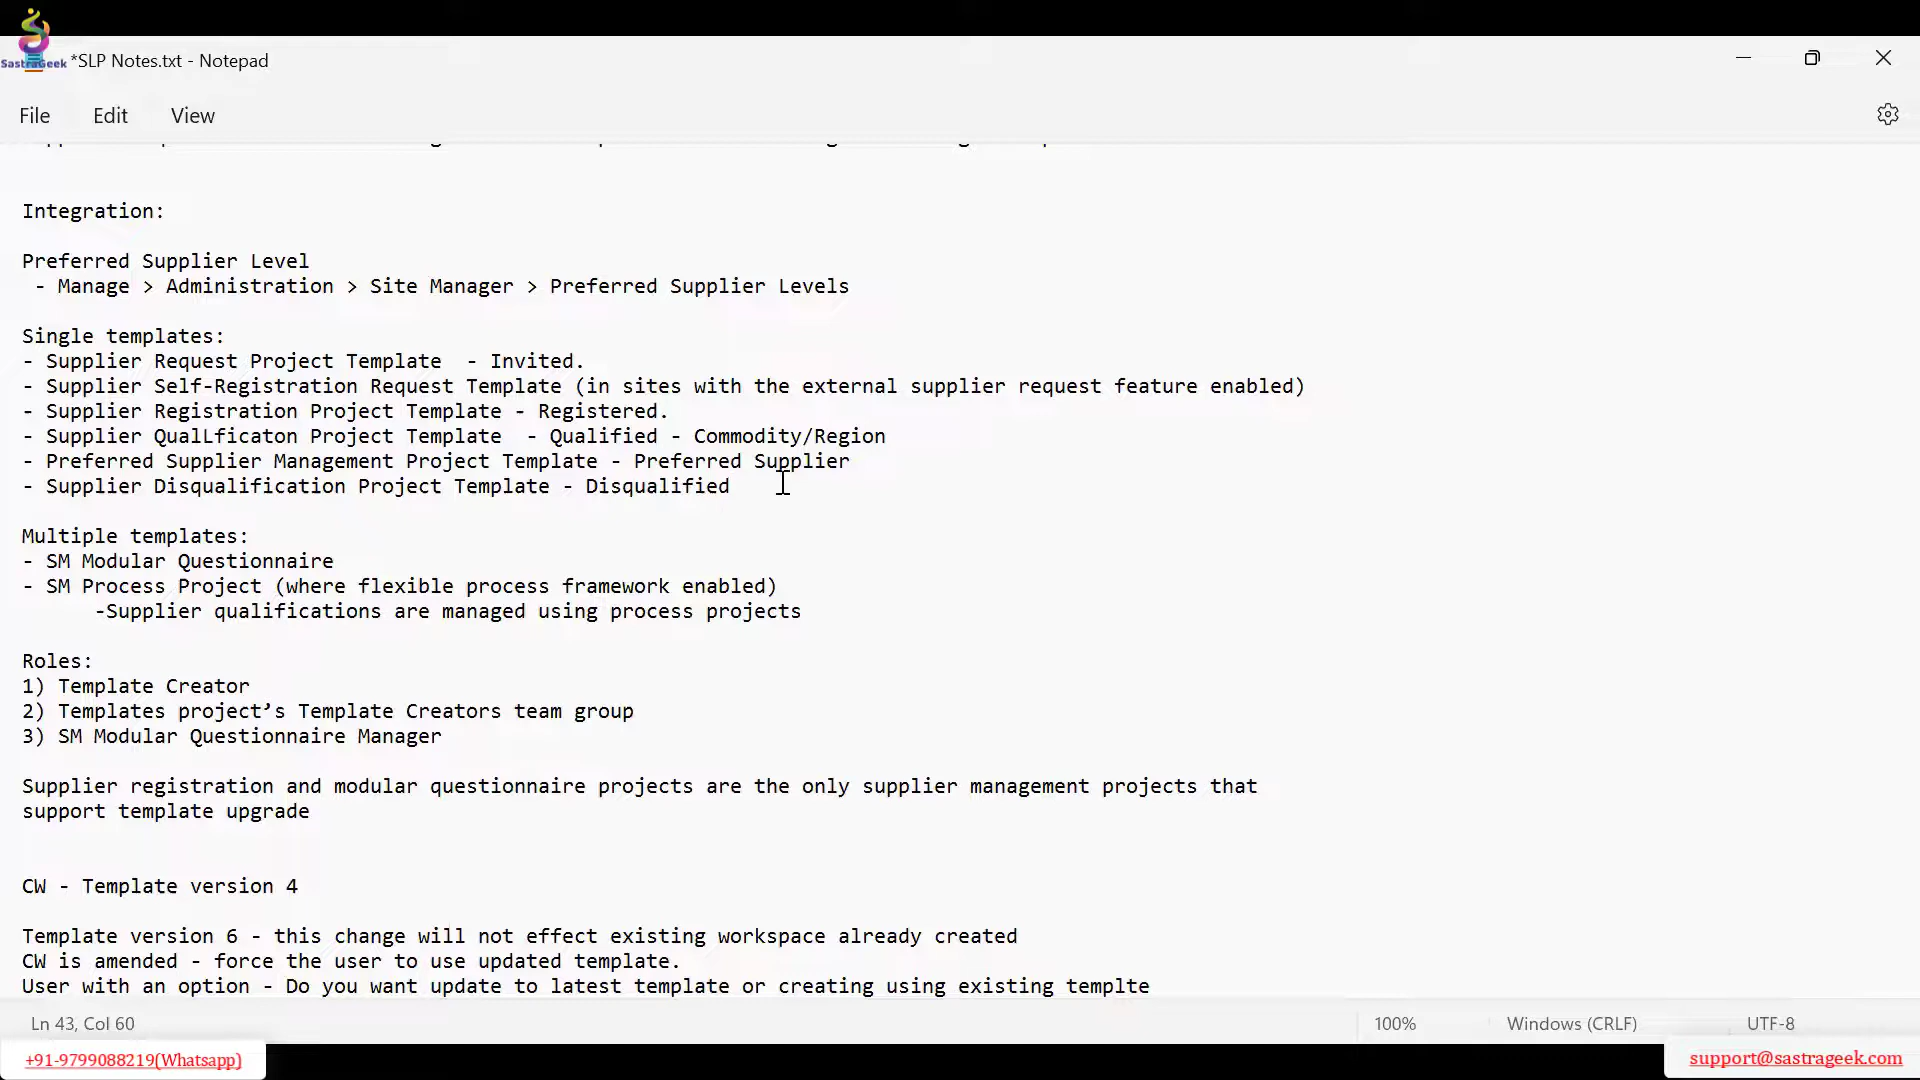 SastraGeek
*SLP Notes.txt - Notepad
File Edit View
Integration:
Preferred Supplier Level
- Manage > Administration > Site Manager > Preferred Supplier Levels
Single templates:
- Supplier Request Project Template  - Invited.
- Supplier Self-Registration Request Template (in sites with the external supplier request feature enabled)
- Supplier Registration Project Template - Registered.
- Supplier QualLficaton Project Template  - Qualified - Commodity/Region
- Preferred Supplier Management Project Template - Preferred Supplier
- Supplier Disqualification Project Template - Disqualified
Multiple templates:
- SM Modular Questionnaire
- SM Process Project (where flexible process framework enabled)
-Supplier qualifications are managed using process projects
Roles:
1) Template Creator
2) Templates project’s Template Creators team group
3) SM Modular Questionnaire Manager
Supplier registration and modular questionnaire projects are the only supplier management projects that
support template upgrade
CW - Template version 4
Template version 6 - this change will not effect existing workspace already created
CW is amended - force the user to use updated template.
User with an option - Do you want update to latest template or creating using existing templte
Ln 43, Col 60 100% Windows (CRLF) UTF-8
+91-9799088219(Whatsapp) support@sastrageek.com